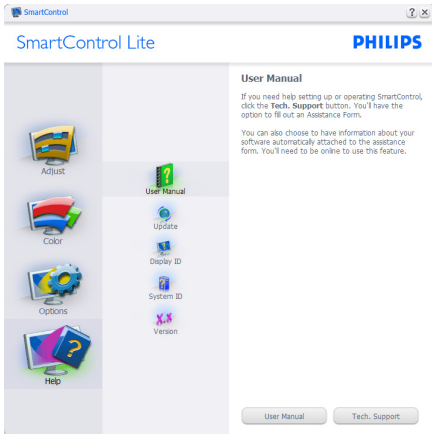 SmartControl
? ×
SmartControl Lite
PHILIPS
Adjust
Color
Options
Help
User Manual
Update
Display ID
System ID
X.X
Version
User Manual
If you need help setting up or operating SmartControl,
click the Tech. Support button. You'll have the
option to fill out an Assistance Form.
You can also choose to have information about your
software automatically attached to the assistance
form. You'll need to be online to use this feature.
User Manual
Tech. Support